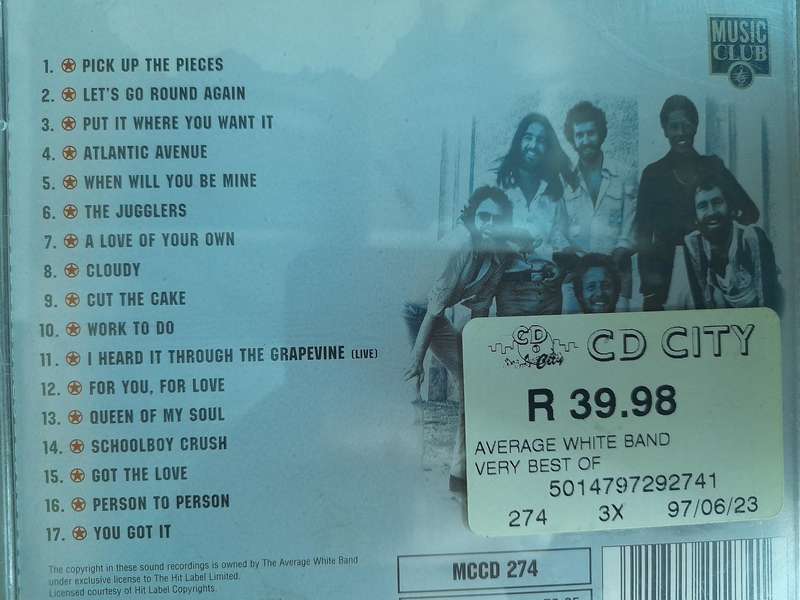 MUSIC
CLUB
1. PICK UP THE PIECES
2. LET'S GO ROUND AGAIN
3. PUT IT WHERE YOU WANT IT
4. ATLANTIC AVENUE
5. WHEN WILL YOU BE MINE
6. THE JUGGLERS
7. A LOVE OF YOUR OWN
8. CLOUDY
9. CUT THE CAKE
10. WORK TO DO
11. I HEARD IT THROUGH THE GRAPEVINE (LIVE)
12. FOR YOU, FOR LOVE
13. QUEEN OF MY SOUL
14. SCHOOLBOY CRUSH
15. GOT THE LOVE
16. PERSON TO PERSON
17. YOU GOT IT
CD City CD CITY
R 39.98
AVERAGE WHITE BAND
VERY BEST OF
5014797292741
274 3X 97/06/23
The copyright in these sound recordings is owned by The Average White Band
under exclusive license to The Hit Label Limited.
Licensed courtesy of Hit Label Copyrights.
MCCD 274